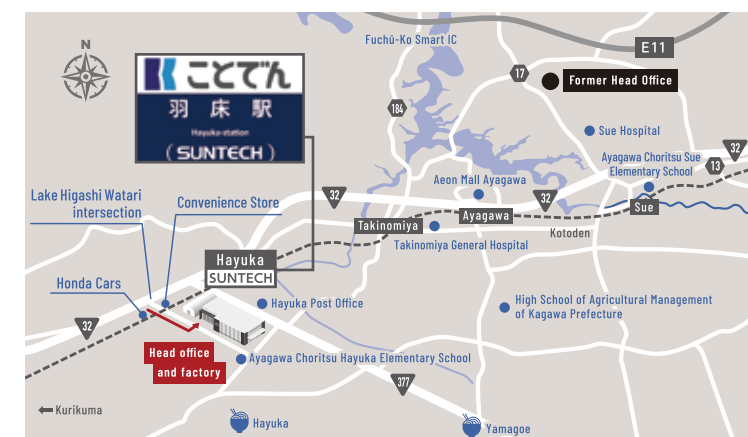 N
ことでん
羽床駅
Hayuka-station
(SUNTECH)
Fuchū-Ko Smart IC
E11
17
Former Head Office
184
Sue Hospital
32
Ayagawa Choritsu Sue
Elementary School
13
Aeon Mall Ayagawa
Lake Higashi Watari
intersection
Convenience Store
32
32
Takinomiya
Ayagawa
Sue
Takinomiya General Hospital
Kotoden
Hayuka
SUNTECH
Honda Cars
Hayuka Post Office
High School of Agricultural Management
of Kagawa Prefecture
32
Head office
and factory
Ayagawa Choritsu Hayuka Elementary School
377
Kurikuma
Hayuka
Yamagoe